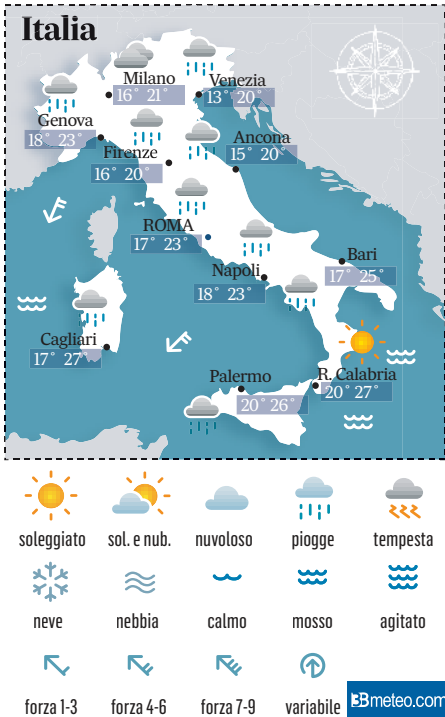 Italia
Milano
16° 21°
Venezia
13° 20°
Genova
18° 23°
Firenze
16° 20°
Ancona
15° 20°
ROMA
17° 23°
Napoli
18° 23°
Bari
17° 25°
Cagliari
17° 27°
Palermo
20° 26°
R. Calabria
20° 27°
soleggiato sol. e nub. nuvoloso piogge tempesta
neve nebbia calmo mosso agitato
forza 1-3 forza 4-6 forza 7-9 variabile
3Bmeteo.com